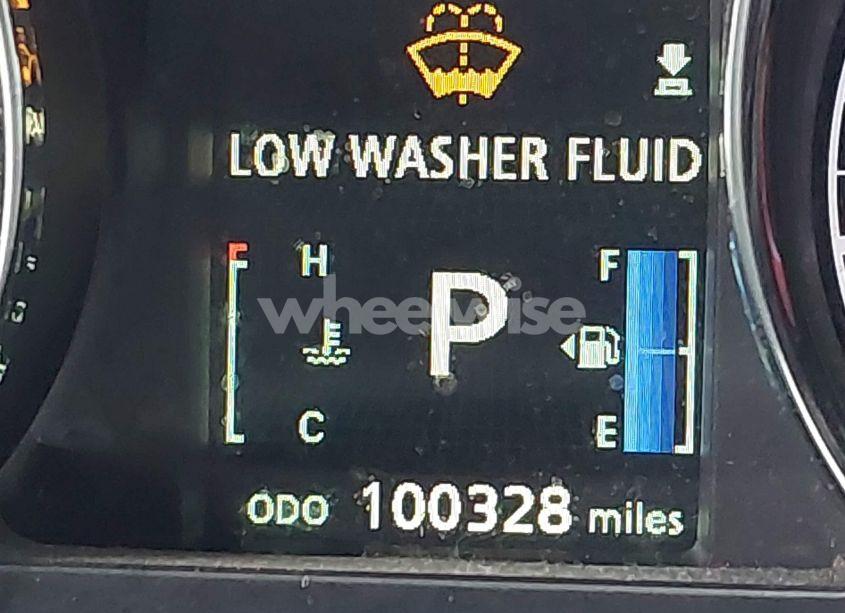 LOW WASHER FLUID
H F
wheelwise
P
C E
ODO 100328 miles